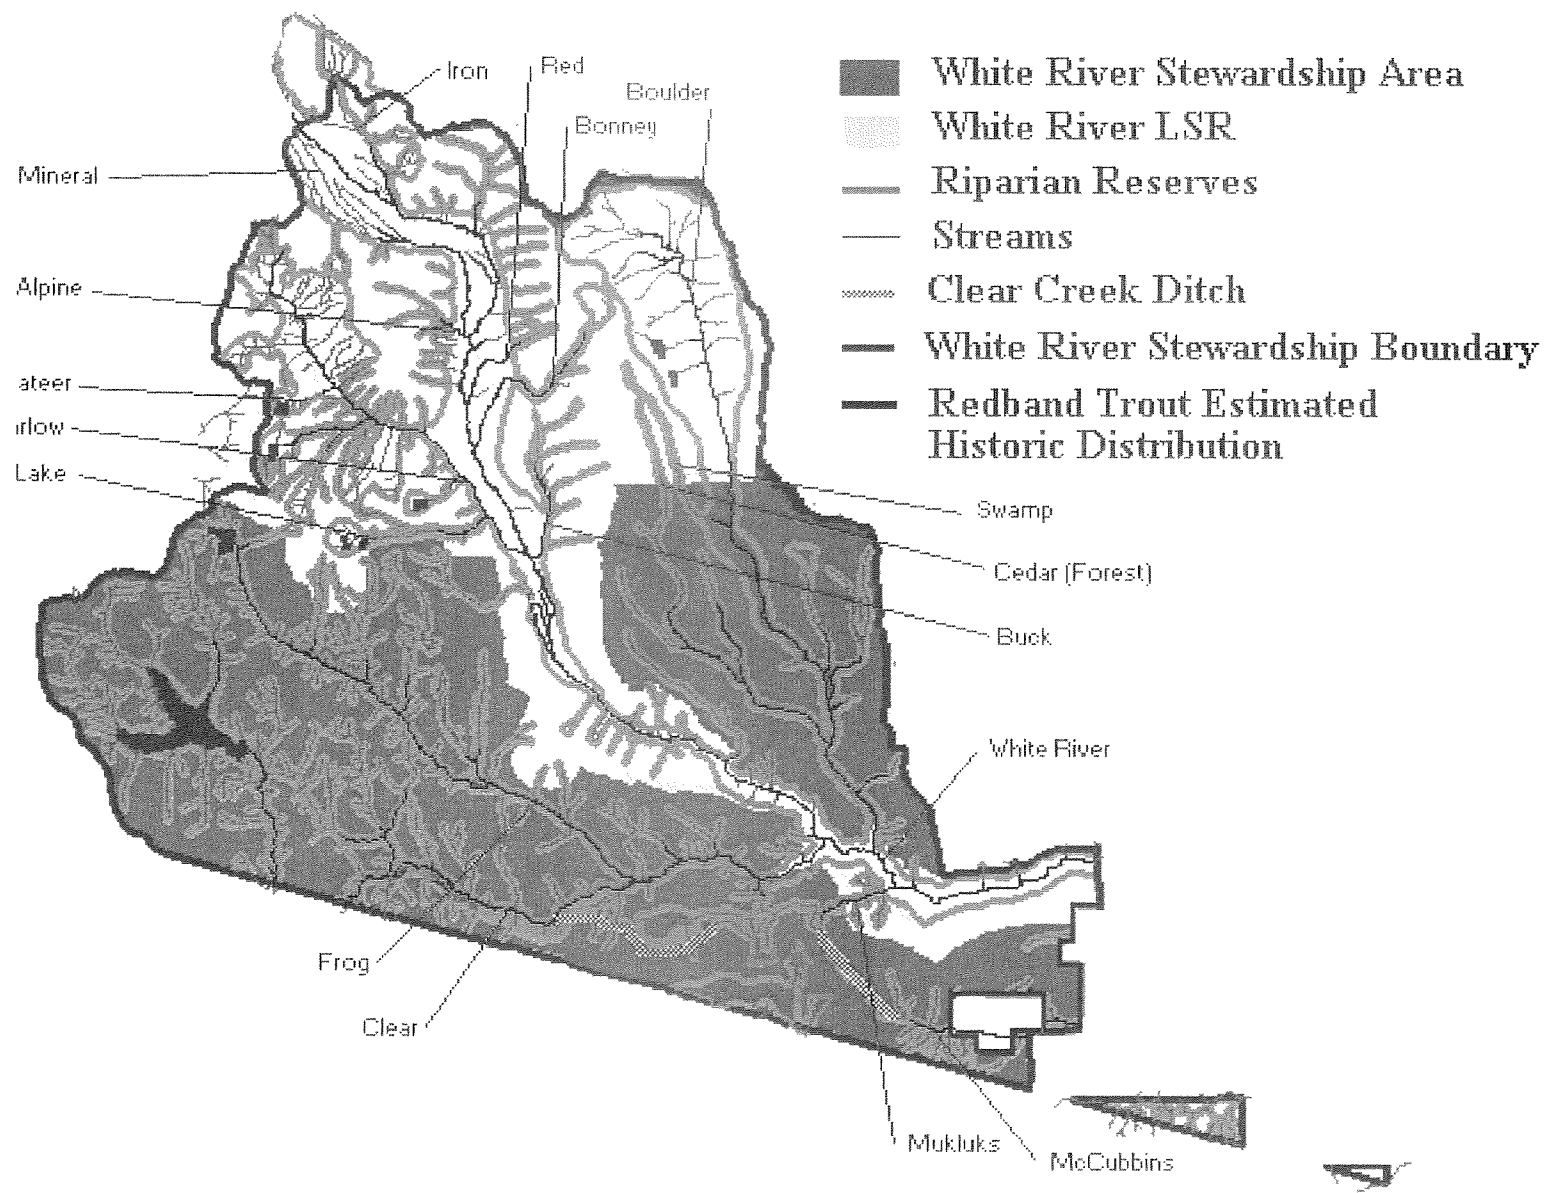 Iron
Red
Boulder
Bonney
Mineral
Alpine
ateer
rlow
Lake
White River Stewardship Area
White River LSR
Riparian Reserves
Streams
Clear Creek Ditch
White River Stewardship Boundary
Redband Trout Estimated
Historic Distribution
Swamp
Cedar (Forest)
Buck
White River
Frog
Clear
Mukluks
McCubbins